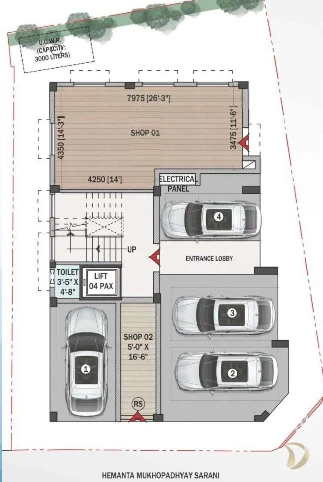 U.G.W.R.
(CAPACITY:
3000 LITERS)
7975 [26'-3"]
4350 [14'-3"]
SHOP 01
3475 [11'-6"]
4250 [14']
ELECTRICAL
PANEL
4
UP
ENTRANCE LOBBY
TOILET
3'-5" X
4'-8"
LIFT
04 PAX
3
SHOP 02
5'-0" X
16'-6"
1
2
RS
HEMANTA MUKHOPADHYAY SARANI